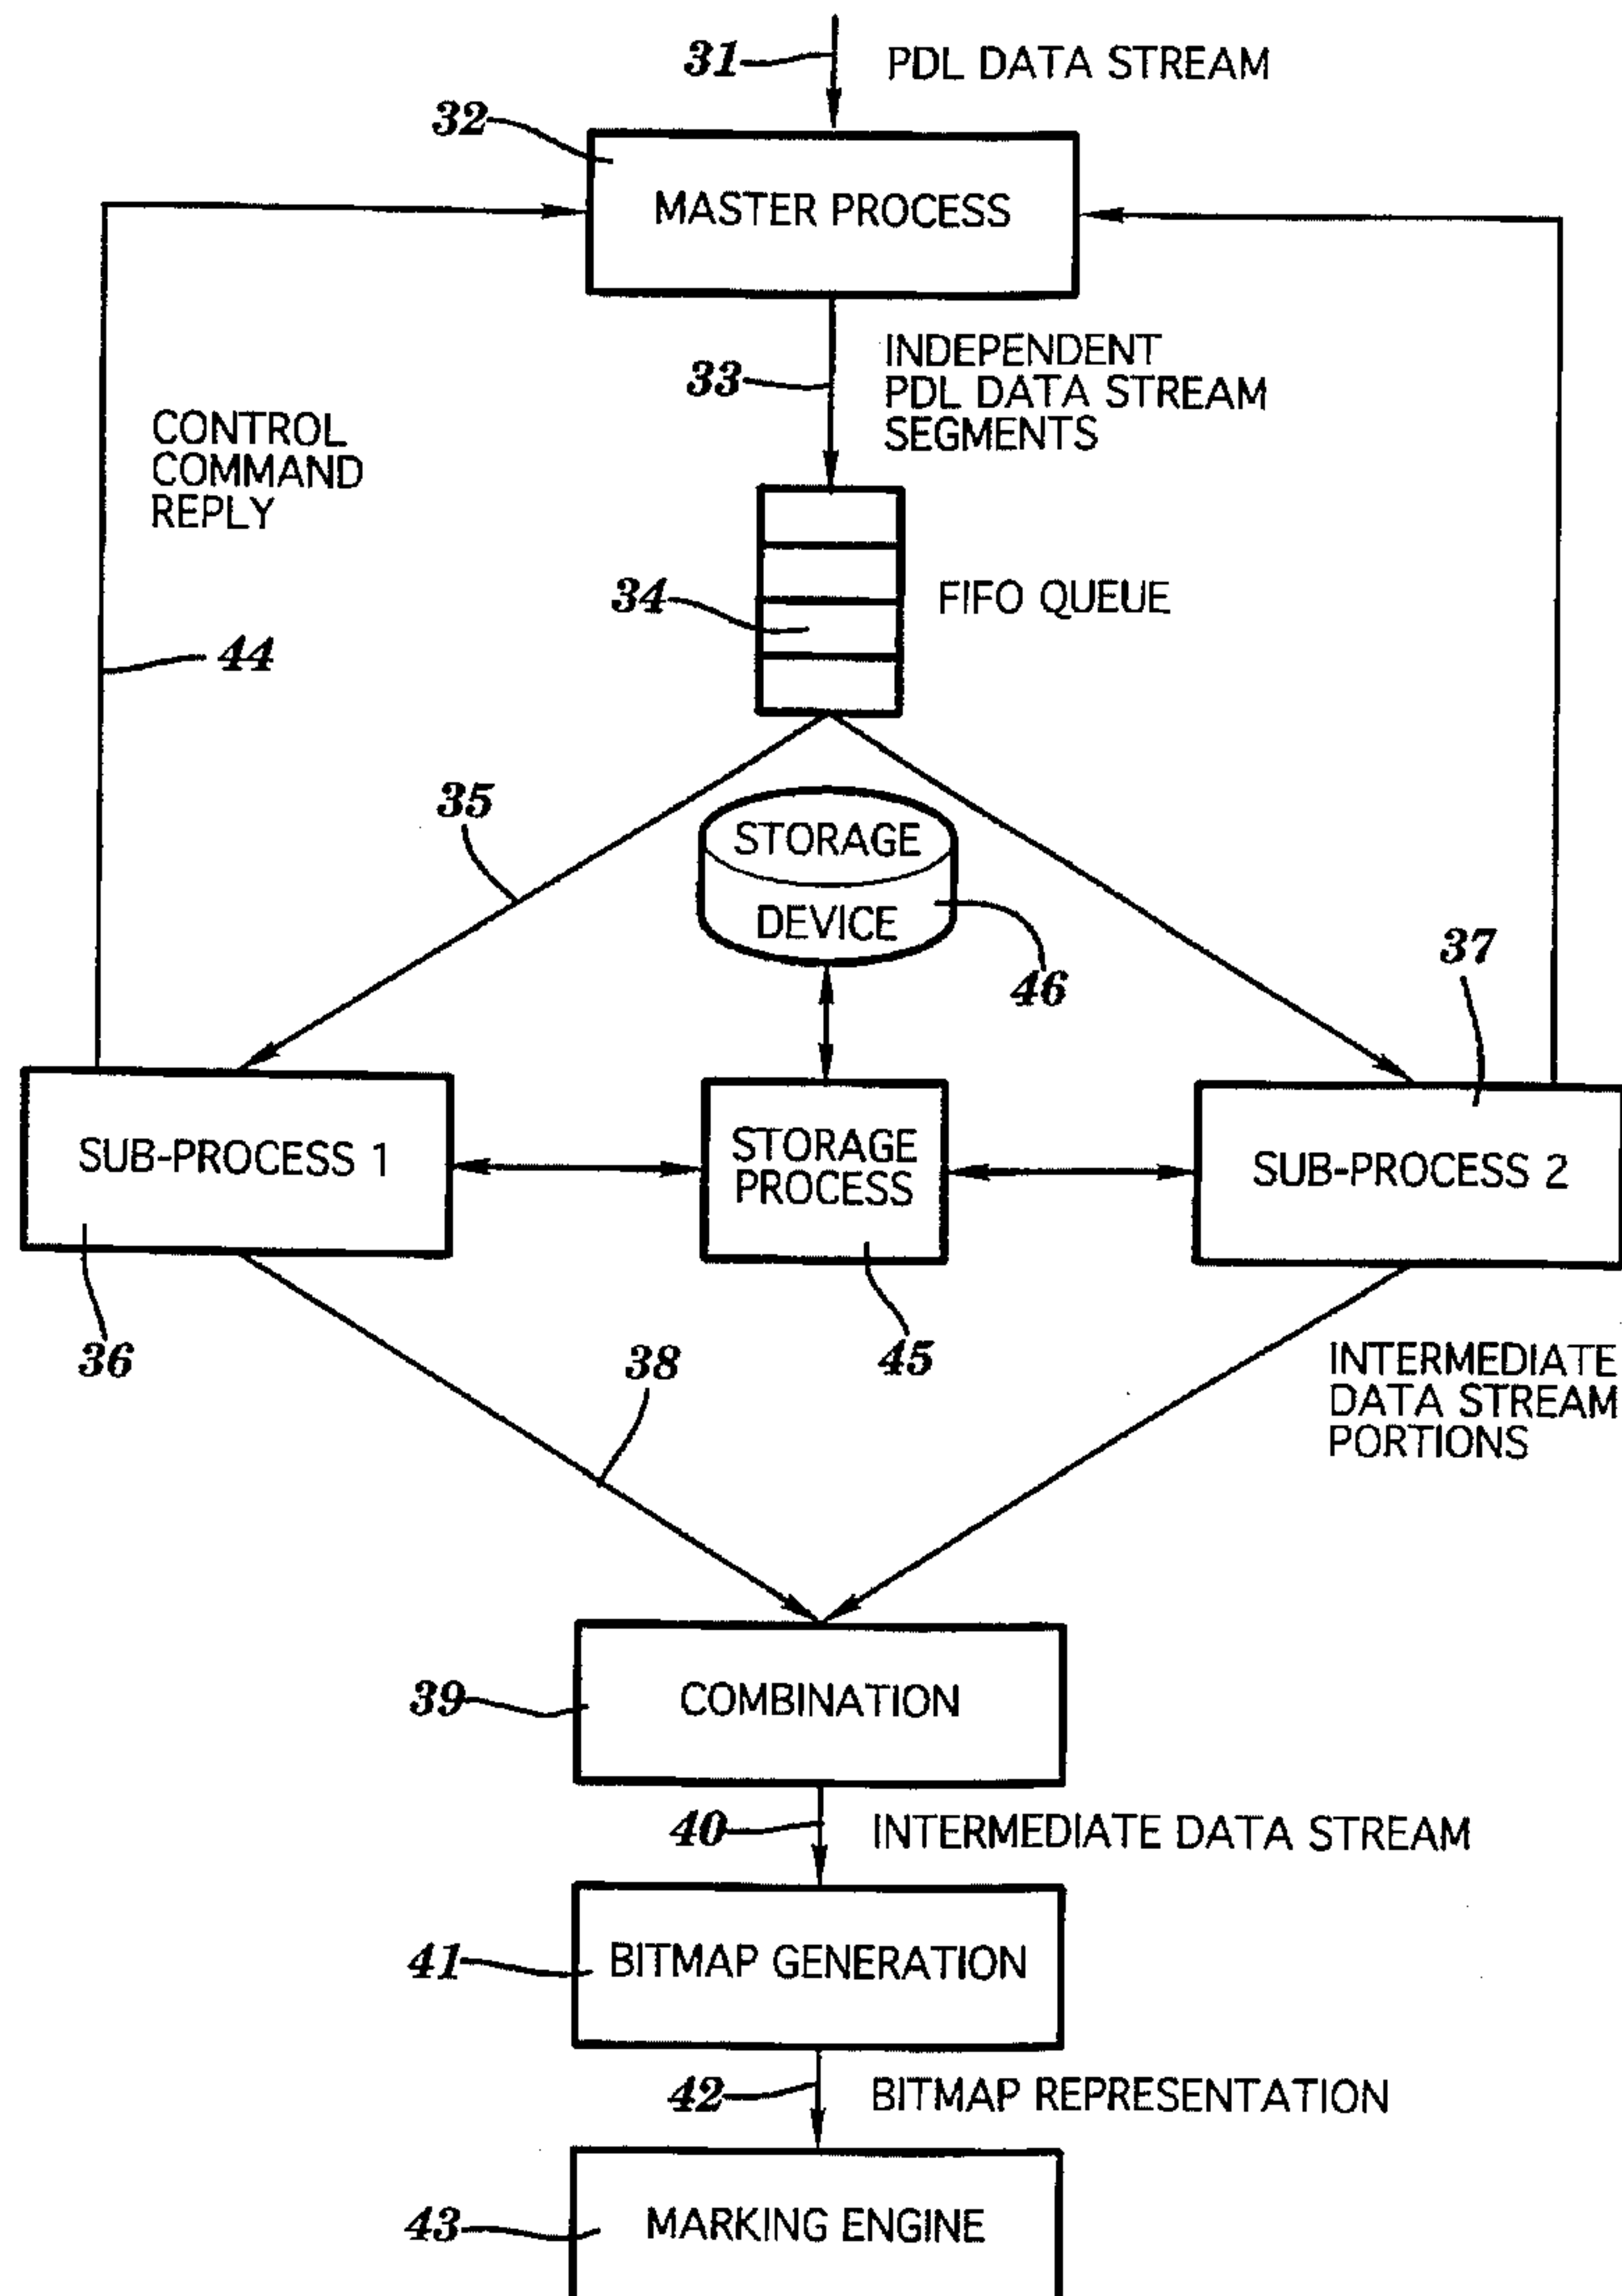 31
PDL DATA STREAM
32
MASTER PROCESS
33
INDEPENDENT
PDL DATA STREAM
SEGMENTS
CONTROL
COMMAND
REPLY
34
FIFO QUEUE
44
35
STORAGE
DEVICE
46
37
SUB-PROCESS 1
STORAGE
PROCESS
SUB-PROCESS 2
36
38
45
INTERMEDIATE
DATA STREAM
PORTIONS
39
COMBINATION
40
INTERMEDIATE DATA STREAM
41
BITMAP GENERATION
42
BITMAP REPRESENTATION
43
MARKING ENGINE